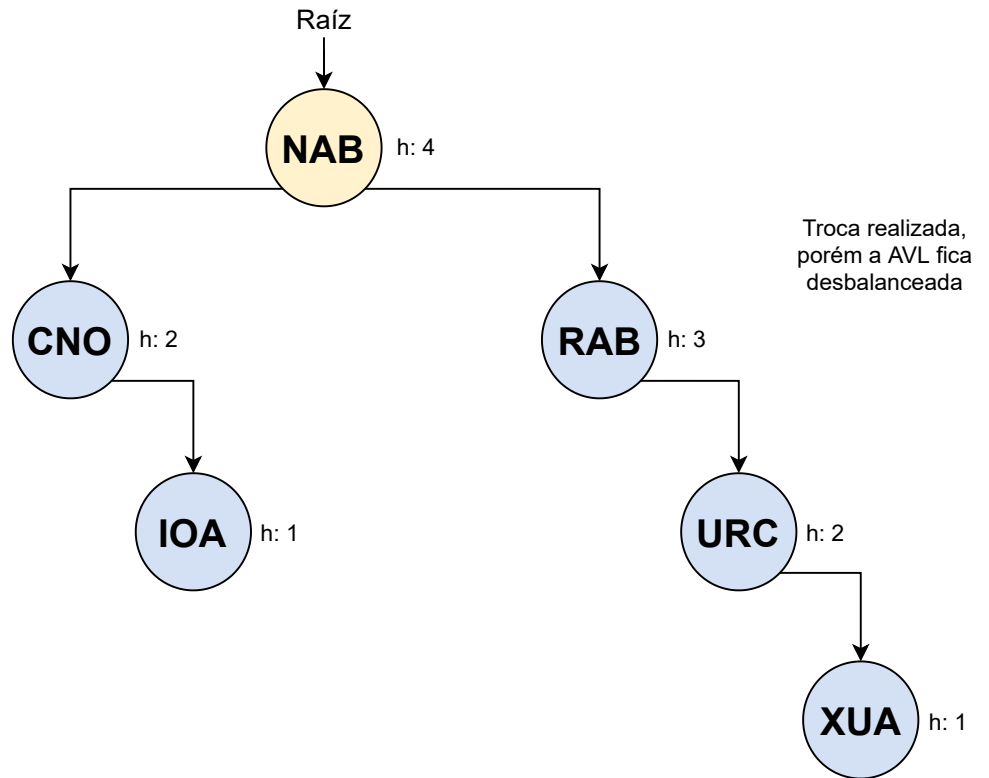 Raíz
NAB
h: 4
Troca realizada,
porém a AVL fica
desbalanceada
CNO
h: 2
RAB
h: 3
IOA
h: 1
URC
h: 2
XUA
h: 1